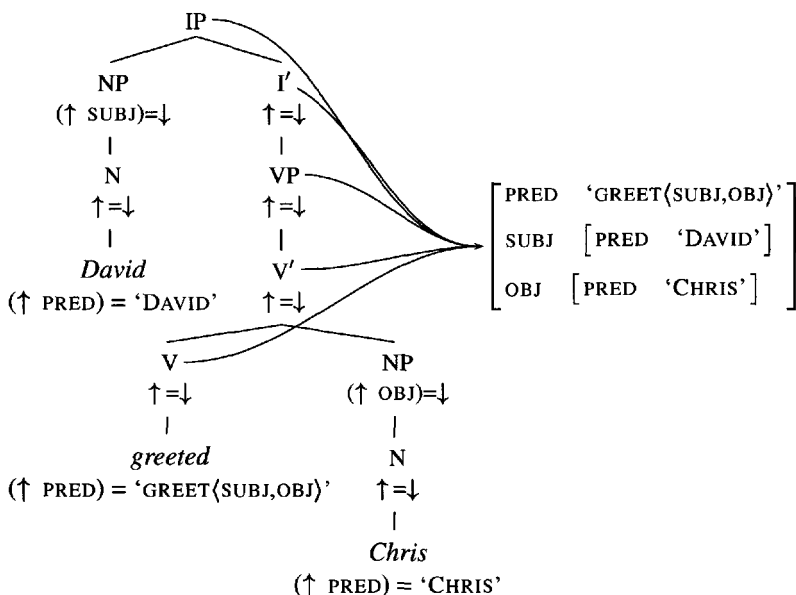 IP
NP I′
(↑ SUBJ)=↓ ↑=↓
N VP
↑=↓ ↑=↓
David V′
(↑ PRED) = ‘DAVID’ ↑=↓
PRED ‘GREET⟨SUBJ,OBJ⟩’
SUBJ [PRED ‘DAVID’]
OBJ [PRED ‘CHRIS’]
V NP
↑=↓ (↑ OBJ)=↓
greeted N
(↑ PRED) = ‘GREET⟨SUBJ,OBJ⟩’ ↑=↓
Chris
(↑ PRED) = ‘CHRIS’